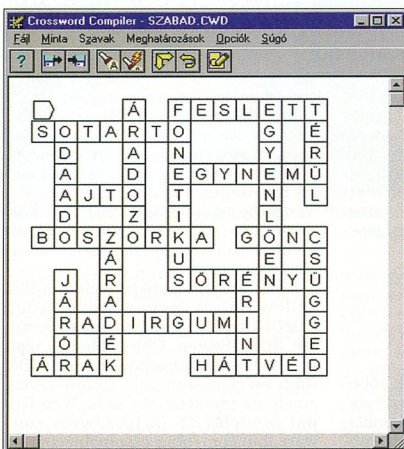 Crossword Compiler - SZABAD.CWD
Fájl Minta Szavak Meghatározások Opciók Súgó
Á F E S L E T T
S O T A R T O G É
D A N Y R
A D E G Y N E M Ü
A J T O T N L
D Z I L
B O S Z O R K A G Ö N C
Á U E S
J R S Ö R É N Y Ü
Á A R G
R A D I R G U M I G
Ö É N E
Á R A K H Á T V É D